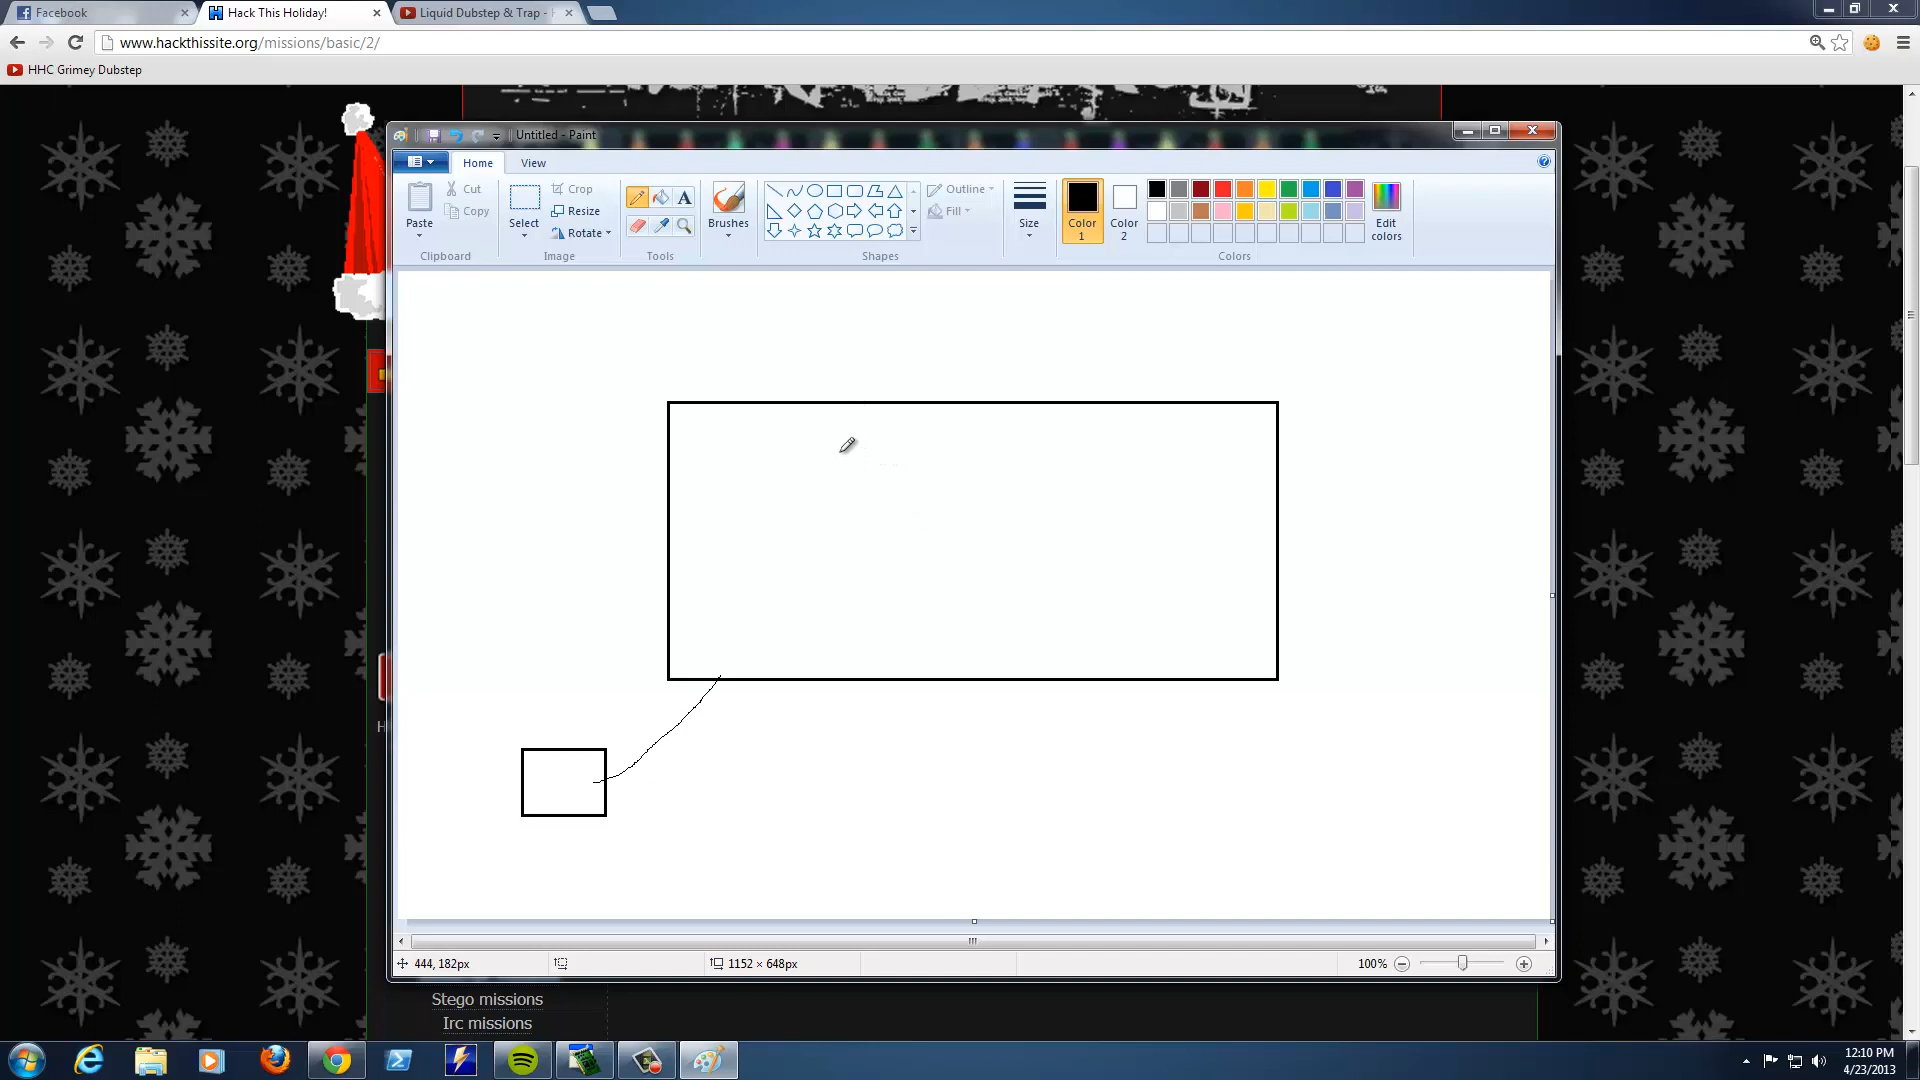 Facebook
Hack This Holiday!
Liquid Dubstep & Trap -
www.hackthissite.org/missions/basic/2/
HHC Grimey Dubstep
Untitled - Paint
Home
View
Paste
Cut
Copy
Clipboard
Select
Crop
Resize
Rotate
Image
A
Tools
Brushes
Outline
Fill
Shapes
Size
Color 1
Color 2
Edit colors
Colors
444, 182px
1152 × 648px
100%
Stego missions
Irc missions
12:10 PM
4/23/2013